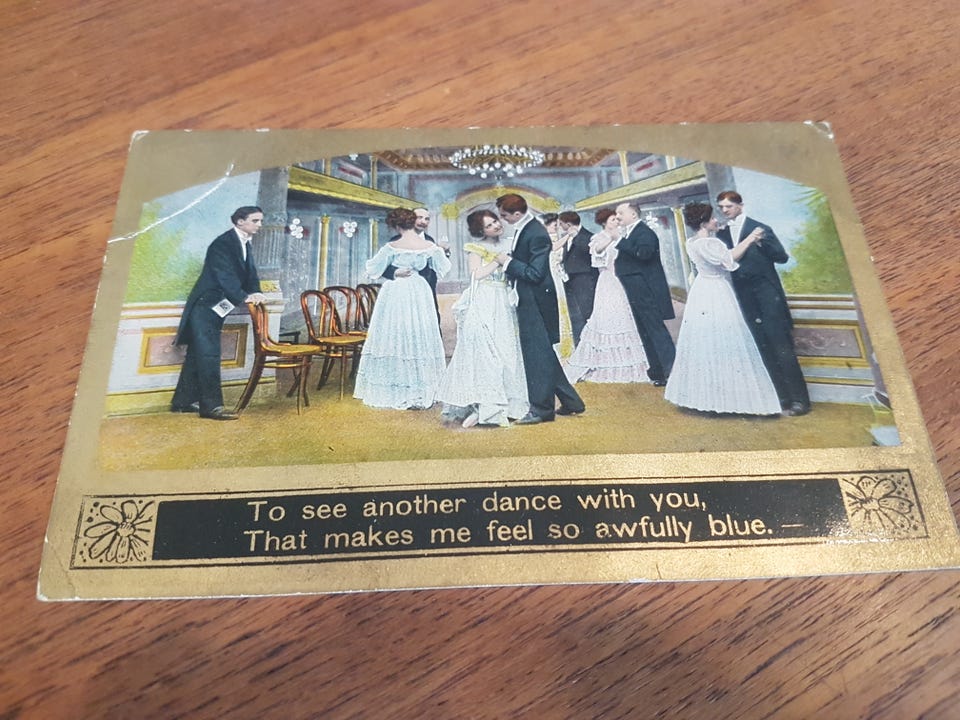 To see another dance with you,
That makes me feel so awfully blue. —